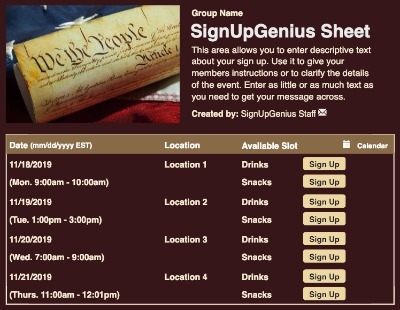 We the People
Article I
Group Name
SignUpGenius Sheet
This area allows you to enter descriptive text
about your sign up. Use it to give your
members instructions or to clarify the details
of the event. Enter as little or as much text as
you need to get your message across.
Created by: SignUpGenius Staff
Date (mm/dd/yyyy EST) Location Available Slot Calendar
11/18/2019 Location 1 Drinks Sign Up
(Mon. 9:00am - 10:00am) Snacks Sign Up
11/19/2019 Location 2 Drinks Sign Up
(Tue. 1:00pm - 3:00pm) Snacks Sign Up
11/20/2019 Location 3 Drinks Sign Up
(Wed. 7:00am - 9:00am) Snacks Sign Up
11/21/2019 Location 4 Drinks Sign Up
(Thurs. 11:00am - 12:01pm) Snacks Sign Up